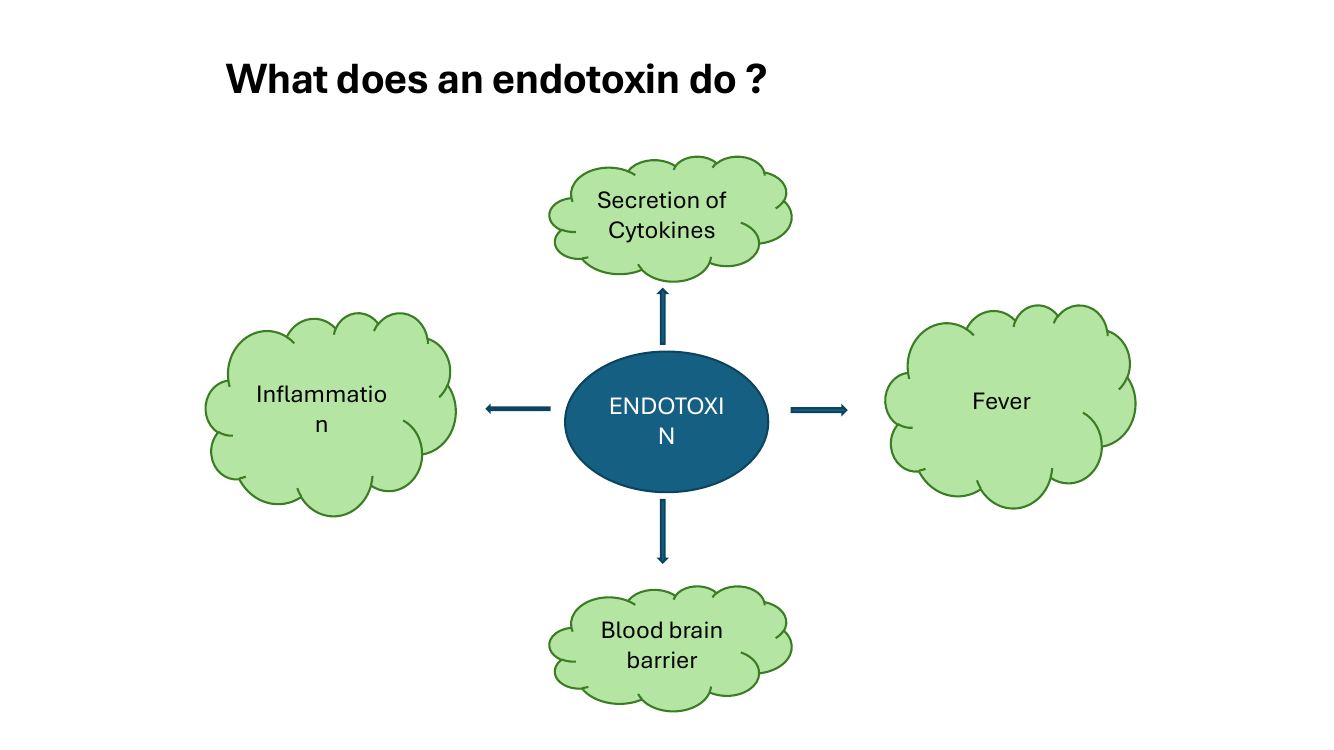 What does an endotoxin do ?
Secretion of
Cytokines
Inflammatio
n
ENDOTOXI
N
Fever
Blood brain
barrier